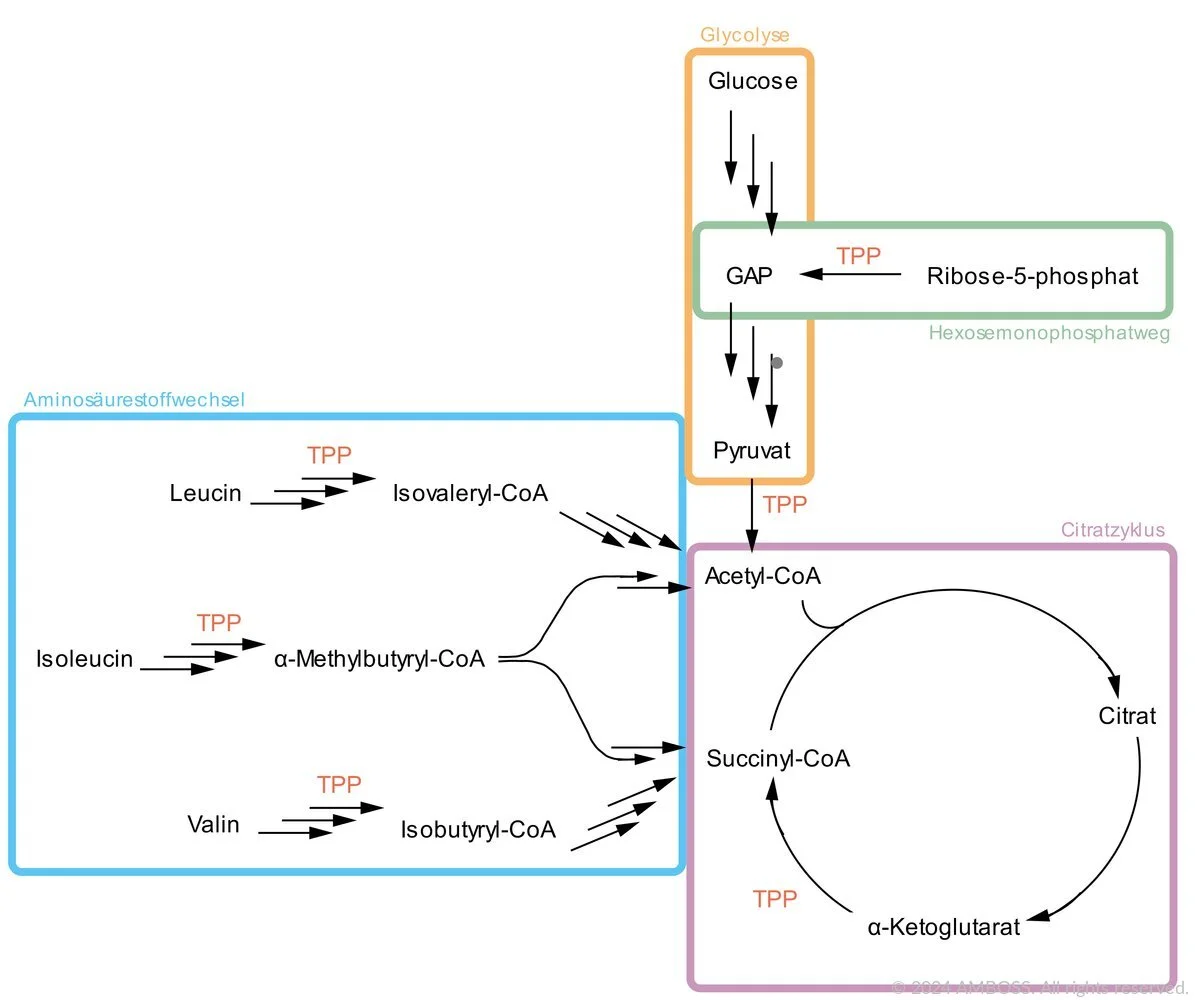 Glycolyse
Glucose
TPP
GAP
Ribose-5-phosphat
Hexosemonophosphatweg
Aminosäurestoffwechsel
Pyruvat
TPP
Leucin
Isovaleryl-CoA
TPP
Citratzyklus
Acetyl-CoA
TPP
Isoleucin
α-Methylbutyryl-CoA
Citrat
Succinyl-CoA
TPP
Valin
Isobutyryl-CoA
TPP
α-Ketoglutarat
© 2024 AMBOSS. All rights reserved.